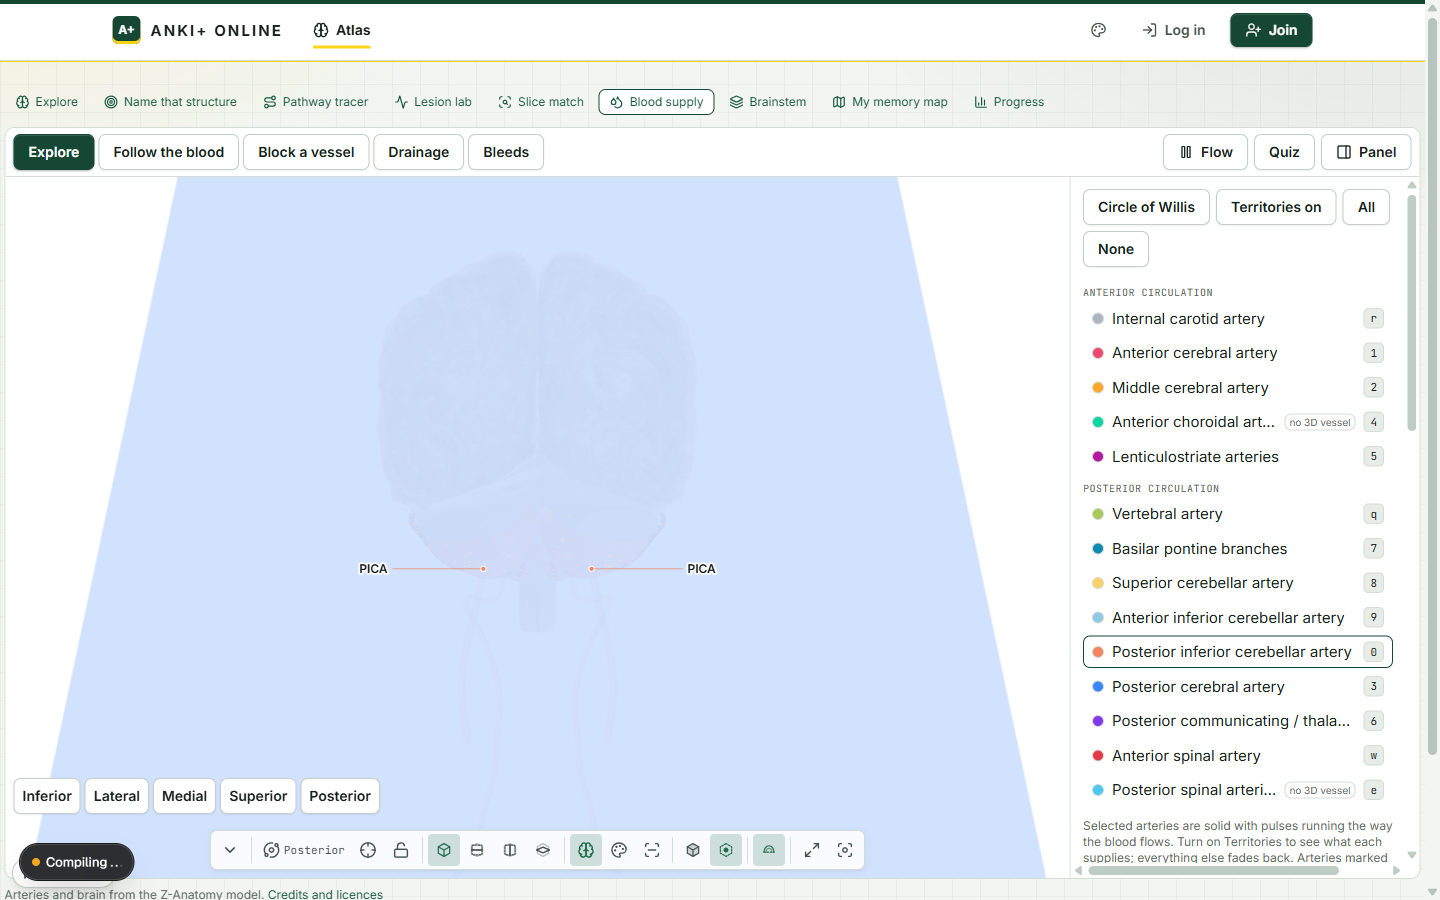 A+ ANKI+ ONLINE Atlas Log in Join
Explore Name that structure Pathway tracer Lesion lab Slice match Blood supply Brainstem My memory map Progress
Explore Follow the blood Block a vessel Drainage Bleeds Flow Quiz Panel
Circle of Willis Territories on All
None
ANTERIOR CIRCULATION
Internal carotid artery r
Anterior cerebral artery 1
Middle cerebral artery 2
Anterior choroidal art... no 3D vessel 4
Lenticulostriate arteries 5
POSTERIOR CIRCULATION
Vertebral artery q
Basilar pontine branches 7
Superior cerebellar artery 8
Anterior inferior cerebellar artery 9
Posterior inferior cerebellar artery 0
Posterior cerebral artery 3
Posterior communicating / thala... 6
Anterior spinal artery w
Posterior spinal arteri... no 3D vessel e
Selected arteries are solid with pulses running the way
the blood flows. Turn on Territories to see what each
supplies; everything else fades back. Arteries marked
PICA PICA
Inferior Lateral Medial Superior Posterior
Posterior
Compiling ...
Arteries and brain from the Z-Anatomy model. Credits and licences